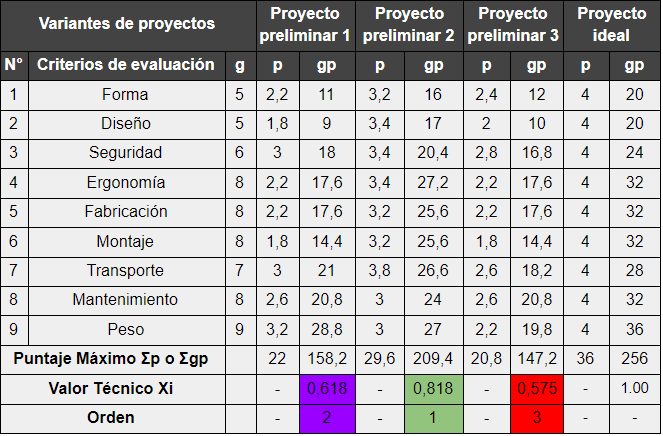 Variantes de proyectos Proyecto preliminar 1 Proyecto preliminar 2 Proyecto preliminar 3 Proyecto ideal
N° Criterios de evaluación g p gp p gp p gp p gp
1 Forma 5 2,2 11 3,2 16 2,4 12 4 20
2 Diseño 5 1,8 9 3,4 17 2 10 4 20
3 Seguridad 6 3 18 3,4 20,4 2,8 16,8 4 24
4 Ergonomía 8 2,2 17,6 3,4 27,2 2,2 17,6 4 32
5 Fabricación 8 2,2 17,6 3,2 25,6 2,2 17,6 4 32
6 Montaje 8 1,8 14,4 3,2 25,6 1,8 14,4 4 32
7 Transporte 7 3 21 3,8 26,6 2,6 18,2 4 28
8 Mantenimiento 8 2,6 20,8 3 24 2,6 20,8 4 32
9 Peso 9 3,2 28,8 3 27 2,2 19,8 4 36
Puntaje Máximo Σp o Σgp 22 158,2 29,6 209,4 20,8 147,2 36 256
Valor Técnico Xi - 0,618 - 0,818 - 0,575 - 1.00
Orden - 2 - 1 - 3 - -